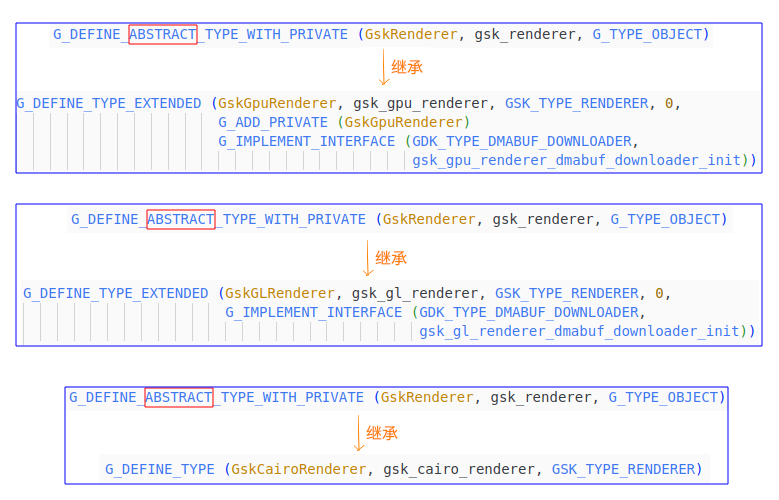 G_DEFINE_ABSTRACT_TYPE_WITH_PRIVATE (GskRenderer, gsk_renderer, G_TYPE_OBJECT)
继承
G_DEFINE_TYPE_EXTENDED (GskGpuRenderer, gsk_gpu_renderer, GSK_TYPE_RENDERER, 0,
G_ADD_PRIVATE (GskGpuRenderer)
G_IMPLEMENT_INTERFACE (GDK_TYPE_DMABUF_DOWNLOADER,
gsk_gpu_renderer_dmabuf_downloader_init))
G_DEFINE_ABSTRACT_TYPE_WITH_PRIVATE (GskRenderer, gsk_renderer, G_TYPE_OBJECT)
继承
G_DEFINE_TYPE_EXTENDED (GskGLRenderer, gsk_gl_renderer, GSK_TYPE_RENDERER, 0,
G_IMPLEMENT_INTERFACE (GDK_TYPE_DMABUF_DOWNLOADER,
gsk_gl_renderer_dmabuf_downloader_init))
G_DEFINE_ABSTRACT_TYPE_WITH_PRIVATE (GskRenderer, gsk_renderer, G_TYPE_OBJECT)
继承
G_DEFINE_TYPE (GskCairoRenderer, gsk_cairo_renderer, GSK_TYPE_RENDERER)